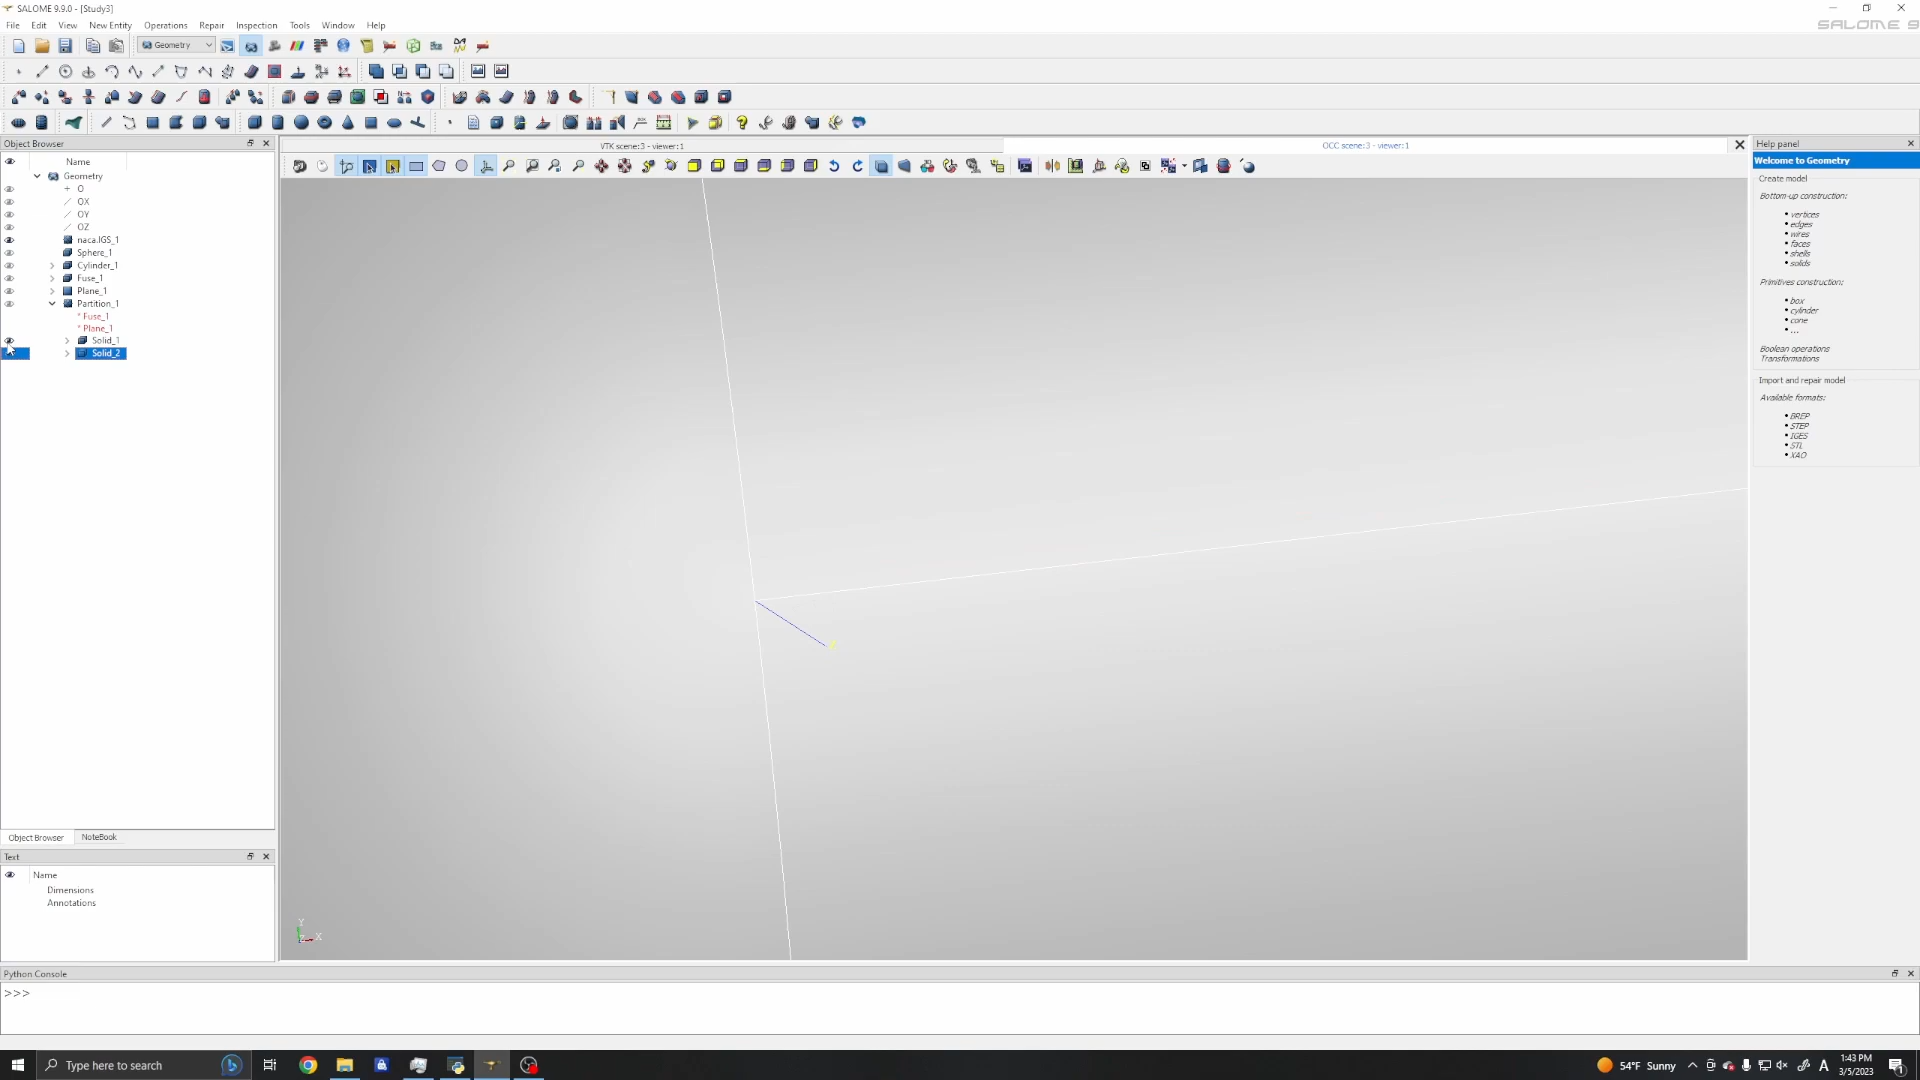 SALOME 9.9.0 - [Study3]
File Edit View New Entity Operations Repair Inspection Tools Window Help
SALOME 9
Geometry
Object Browser
VTK scene:3 - viewer:1
OCC scene:3 - viewer:1
Help panel
Name
Welcome to Geometry
Geometry
Create model
O
Bottom-up construction:
OX
vertices
OY
edges
OZ
wires
naca.IGS_1
faces
Sphere_1
shells
Cylinder_1
solids
Fuse_1
Primitives construction:
Plane_1
box
Partition_1
cylinder
* Fuse_1
cone
* Plane_1
...
Solid_1
Boolean operations
Solid_2
Transformations
Import and repair model
Available formats:
BREP
STEP
IGES
STL
XAO
Object Browser NoteBook
Text
Name
Dimensions
Annotations
Y
Z X
Python Console
>>>
Type here to search
54°F Sunny
A
1:43 PM
3/5/2023
1